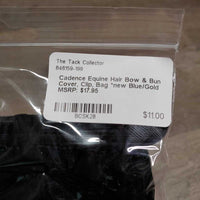 The Tack Collector
Cadence Equine Hair Bow & Bun
Cover, Clip, Bag *new Blue/Gold
MSRP: $17.95
$11.00
BCSKJ8